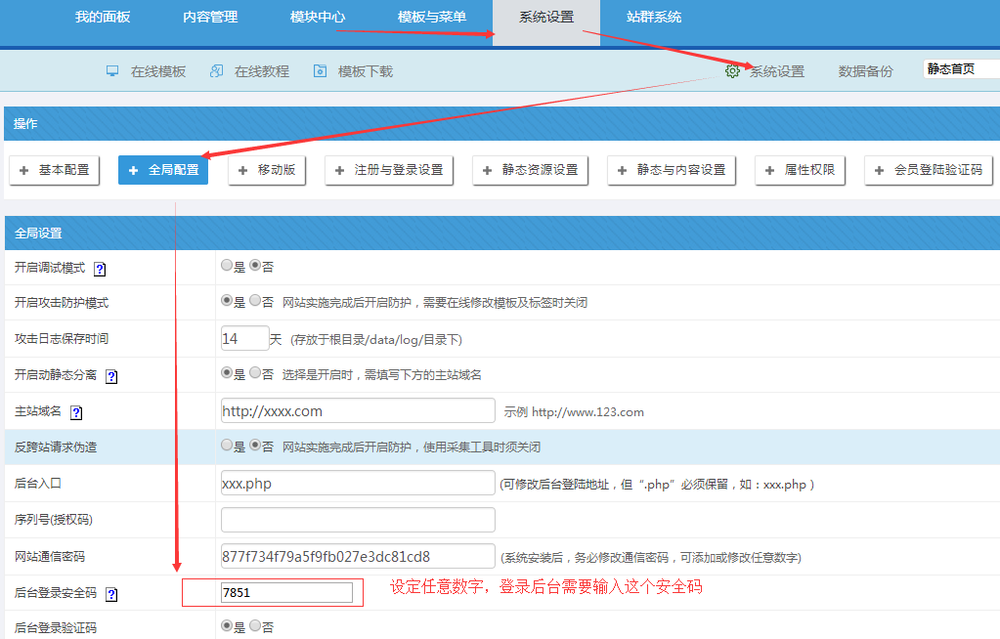 我的面板 内容管理 模块中心 模板与菜单 系统设置 站群系统
在线模板 在线教程 模板下载 系统设置 数据备份 静态首页
操作
+ 基本配置 + 全局配置 + 移动版 + 注册与登录设置 + 静态资源设置 + 静态与内容设置 + 属性权限 + 会员登陆验证码
全局设置
开启调试模式 ? 是 否
开启攻击防护模式 是 否 网站实施完成后开启防护，需要在线修改模板及标签时关闭
攻击日志保存时间 14 天 (存放于根目录/data/log/目录下)
开启动静态分离 ? 是 否 选择是开启时，需填写下方的主站域名
主站域名 ? http://xxxx.com 示例 http://www.123.com
反跨站请求伪造 是 否 网站实施完成后开启防护，使用采集工具时须关闭
后台入口 xxx.php (可修改后台登陆地址，但“.php”必须保留，如：xxx.php )
序列号(授权码)
网站通信密码 877f734f79a5f9fb027e3dc81cd8 (系统安装后，务必修改通信密码，可添加或修改任意数字)
后台登录安全码 ? 7851 设定任意数字，登录后台需要输入这个安全码
后台登录验证码 是 否